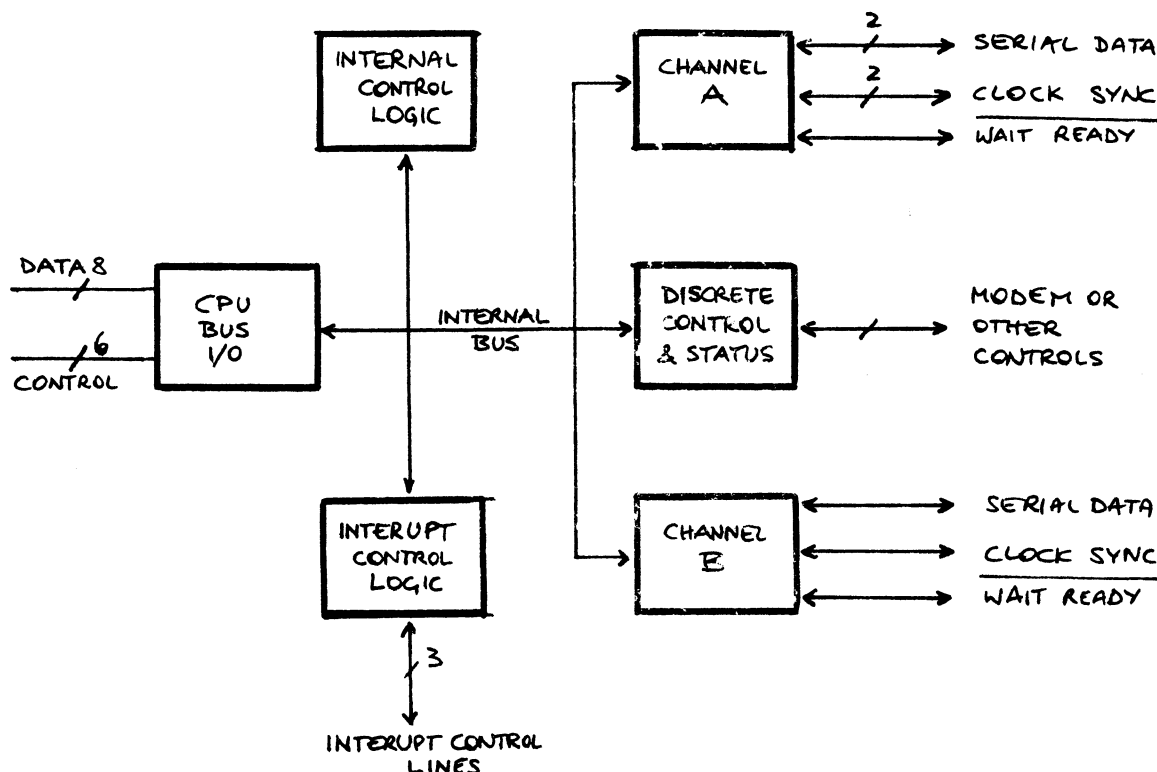 INTERNAL
CONTROL
LOGIC
CHANNEL
A
2
SERIAL DATA
2
CLOCK SYNC
WAIT READY
DATA 8
6
CONTROL
CPU
BUS
I/O
INTERNAL
BUS
DISCRETE
CONTROL
& STATUS
MODEM OR
OTHER
CONTROLS
INTERUPT
CONTROL
LOGIC
3
INTERUPT CONTROL
LINES
CHANNEL
B
SERIAL DATA
CLOCK SYNC
WAIT READY